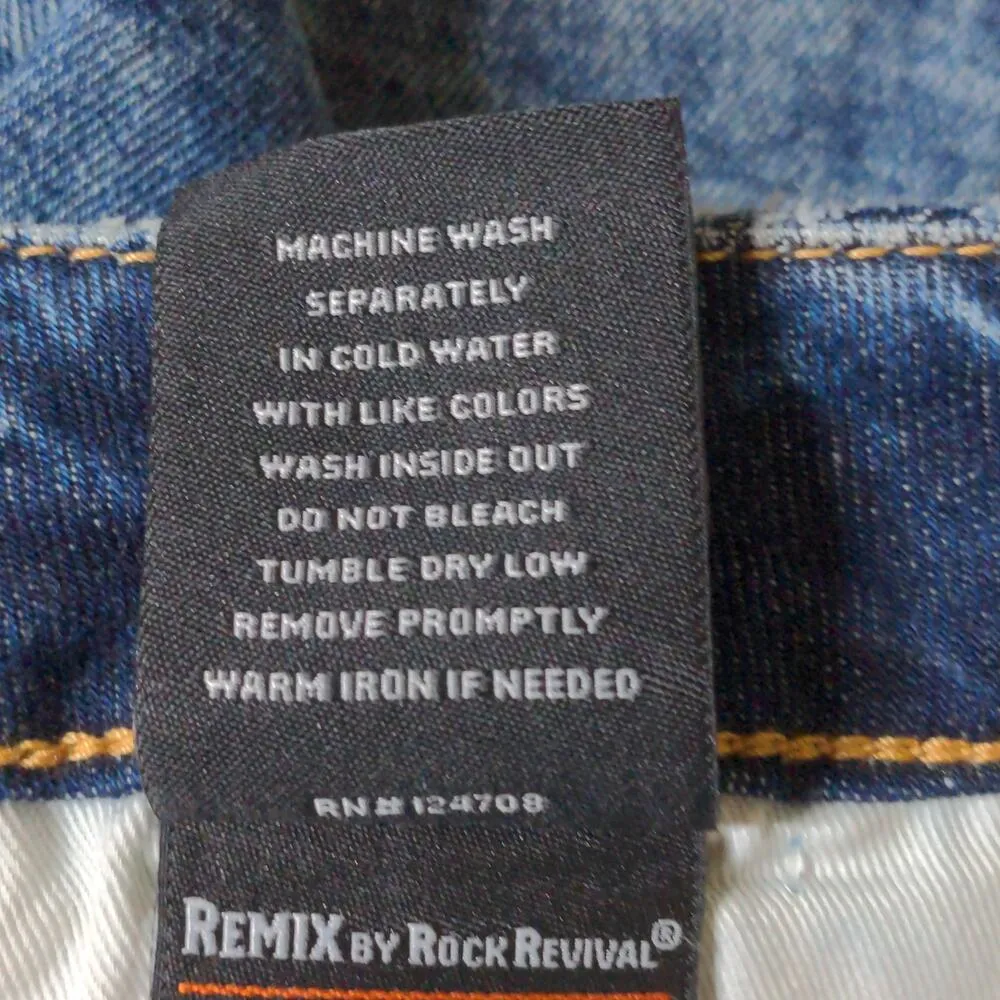 MACHINE WASH
SEPARATELY
IN COLD WATER
WITH LIKE COLORS
WASH INSIDE OUT
DO NOT BLEACH
TUMBLE DRY LOW
REMOVE PROMPTLY
WARM IRON IF NEEDED
RN# 124708
REMIX BY ROCK REVIVAL®